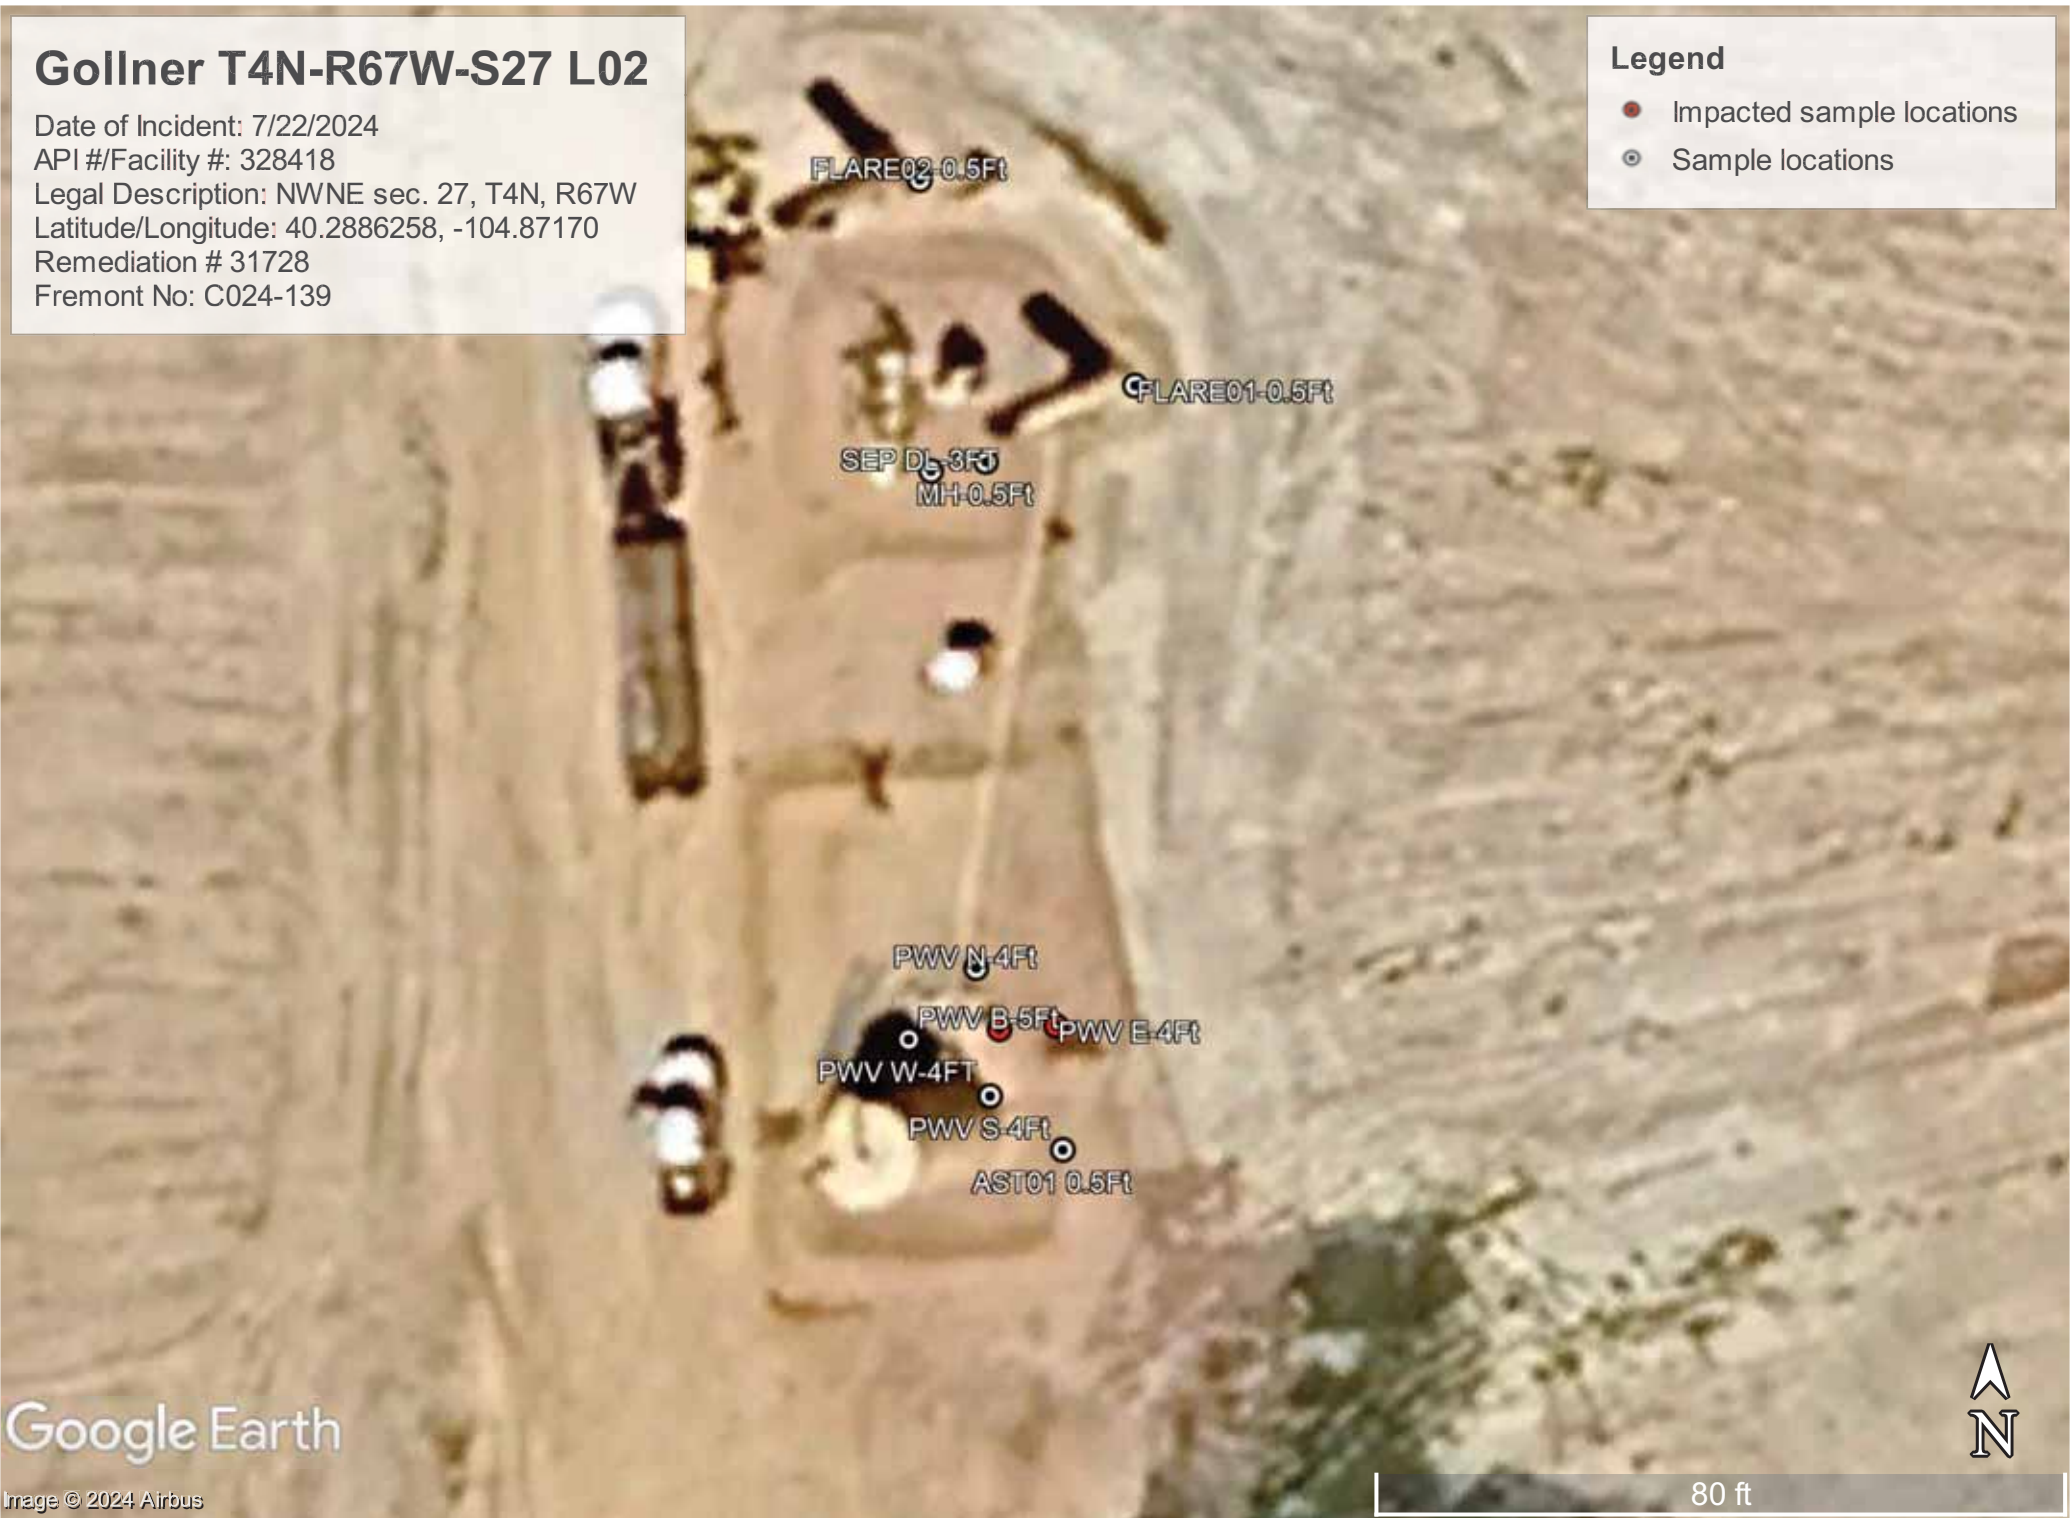 Gollner T4N-R67W-S27 L02
Date of Incident: 7/22/2024
API #/Facility #: 328418
Legal Description: NWNE sec. 27, T4N, R67W
Latitude/Longitude: 40.2886258, -104.87170
Remediation # 31728
Fremont No: C024-139
Legend
Impacted sample locations
Sample locations
FLARE02-0.5Ft
FLARE01-0.5Ft
SEP DL-3FT
MH-0.5Ft
PWV N-4Ft
PWV B-5Ft
PWV E-4Ft
PWV W-4FT
PWV S-4Ft
AST01 0.5Ft
N
80 ft
Google Earth
Image © 2024 Airbus